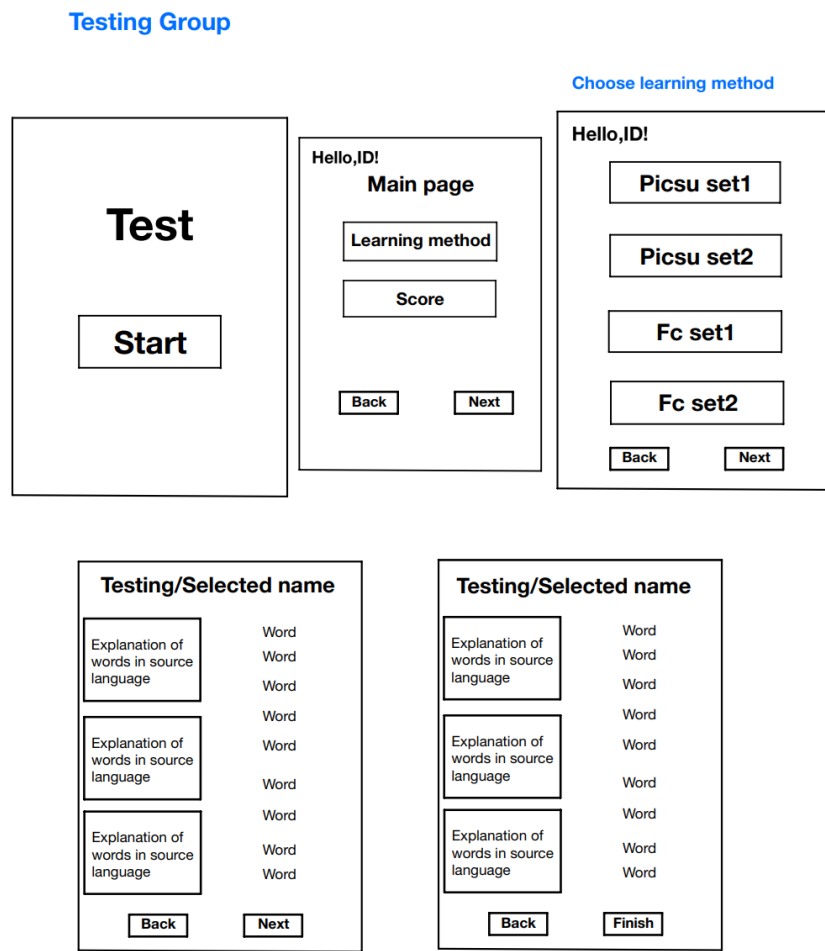 Testing Group
Choose learning method
Test
Start
Hello,ID!
Main page
Learning method
Score
Back
Next
Hello,ID!
Picsu set1
Picsu set2
Fc set1
Fc set2
Back
Next
Testing/Selected name
Explanation of
words in source
language
Word
Word
Word
Explanation of
words in source
language
Word
Word
Word
Explanation of
words in source
language
Word
Word
Word
Back
Next
Testing/Selected name
Explanation of
words in source
language
Word
Word
Word
Explanation of
words in source
language
Word
Word
Word
Explanation of
words in source
language
Word
Word
Word
Back
Finish